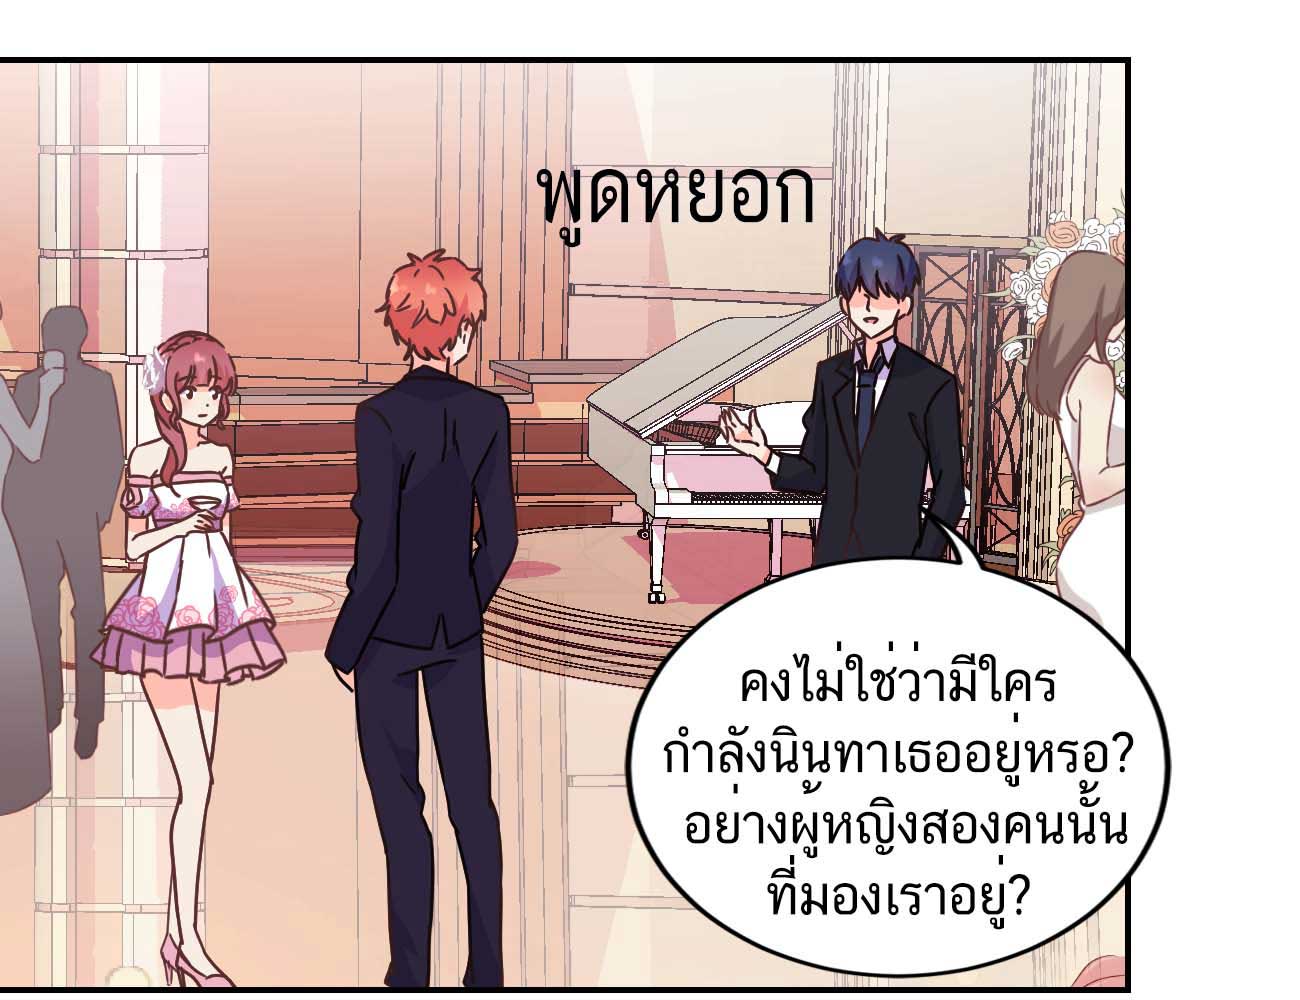 พูดหยอก
คงไม่ใช่ว่ามีใคร
กำลังนินทาเธออยู่หรอ?
อย่างผู้หญิงสองคนนั้น
ที่มองเราอยู่?